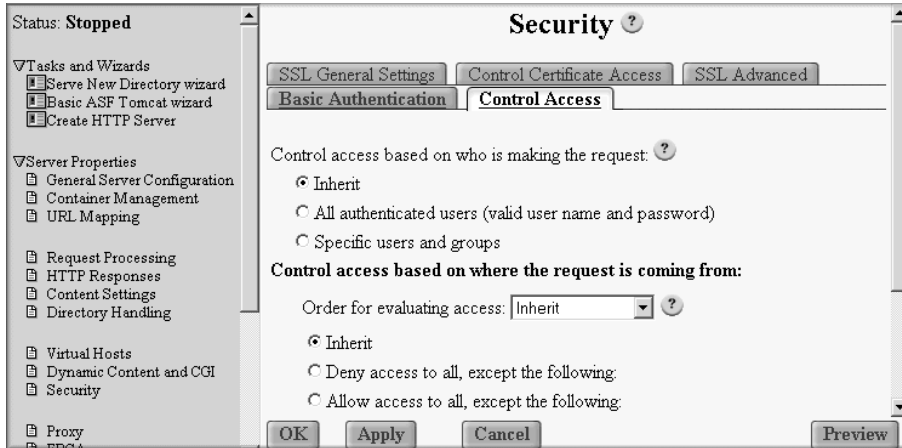 Status: Stopped
Tasks and Wizards
Serve New Directory wizard
Basic ASF Tomcat wizard
Create HTTP Server
Server Properties
General Server Configuration
Container Management
URL Mapping
Request Processing
HTTP Responses
Content Settings
Directory Handling
Virtual Hosts
Dynamic Content and CGI
Security
Proxy
FRCA
Security ?
SSL General Settings Control Certificate Access SSL Advanced
Basic Authentication Control Access
Control access based on who is making the request: ?
Inherit
All authenticated users (valid user name and password)
Specific users and groups
Control access based on where the request is coming from:
Order for evaluating access: Inherit ?
Inherit
Deny access to all, except the following:
Allow access to all, except the following:
OK Apply Cancel Preview